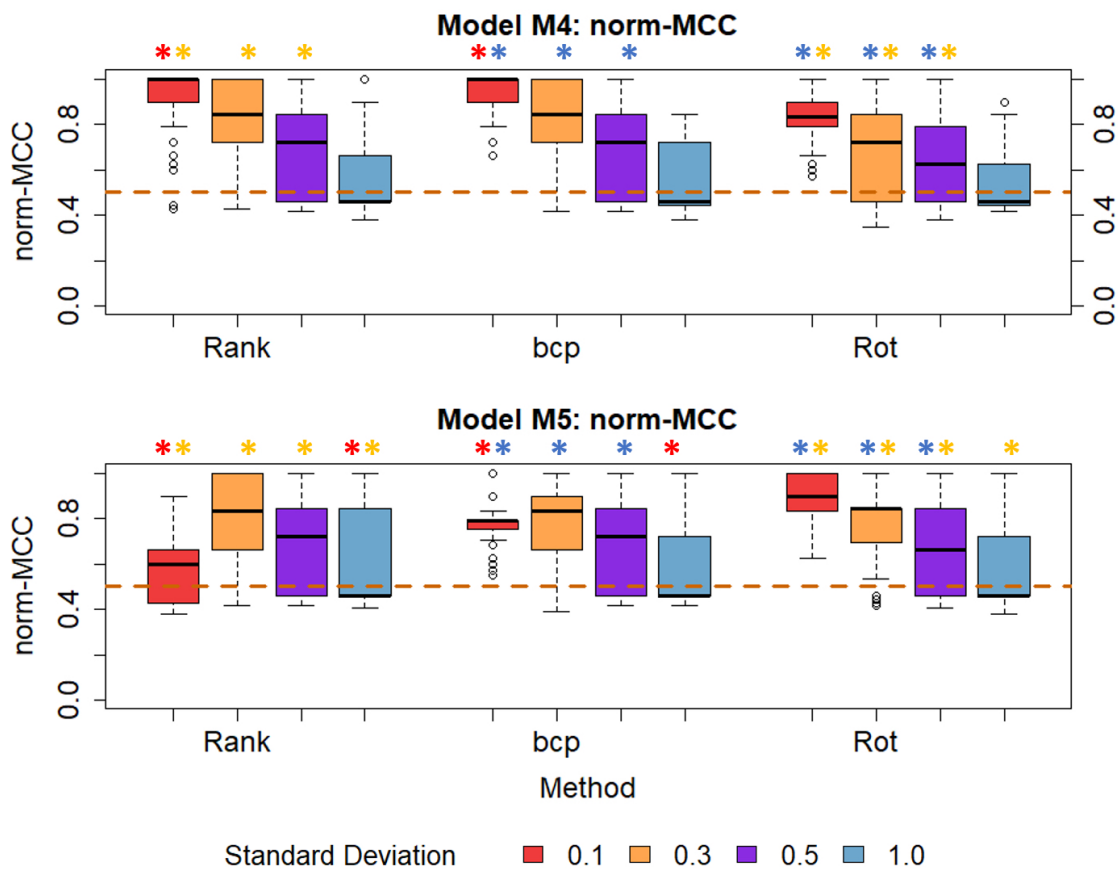 Model M4: norm-MCC
* * * * * * * * * * * * *
norm-MCC
0.0 0.4 0.8
0.0 0.4 0.8
Rank bcp Rot
Model M5: norm-MCC
* * * * * * * * * * * * * * * * *
norm-MCC
0.0 0.4 0.8
Rank bcp Rot
Method
Standard Deviation 0.1 0.3 0.5 1.0